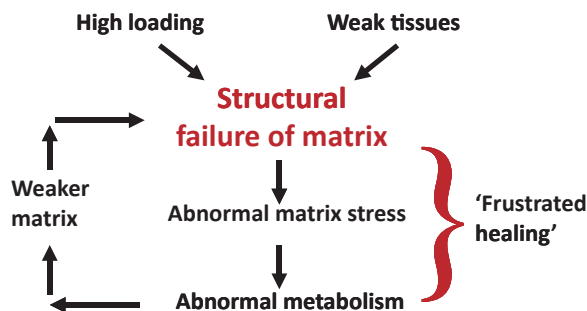 High loading
Weak tissues
Structural
failure of matrix
Weaker
matrix
Abnormal matrix stress
‘Frustrated
healing’
Abnormal metabolism